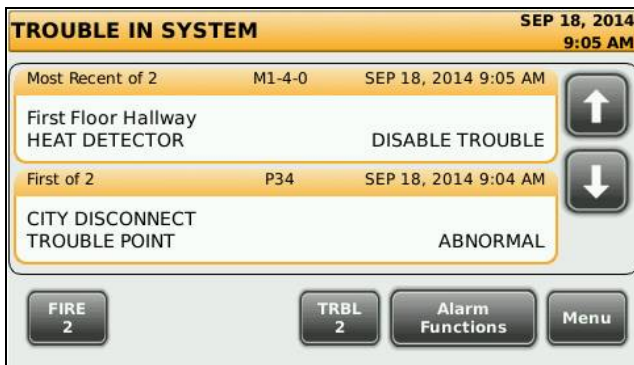 TROUBLE IN SYSTEM
SEP 18, 2014
9:05 AM
Most Recent of 2 M1-4-0 SEP 18, 2014 9:05 AM
First Floor Hallway
HEAT DETECTOR DISABLE TROUBLE
First of 2 P34 SEP 18, 2014 9:04 AM
CITY DISCONNECT
TROUBLE POINT ABNORMAL
FIRE
2
TRBL
2
Alarm
Functions
Menu